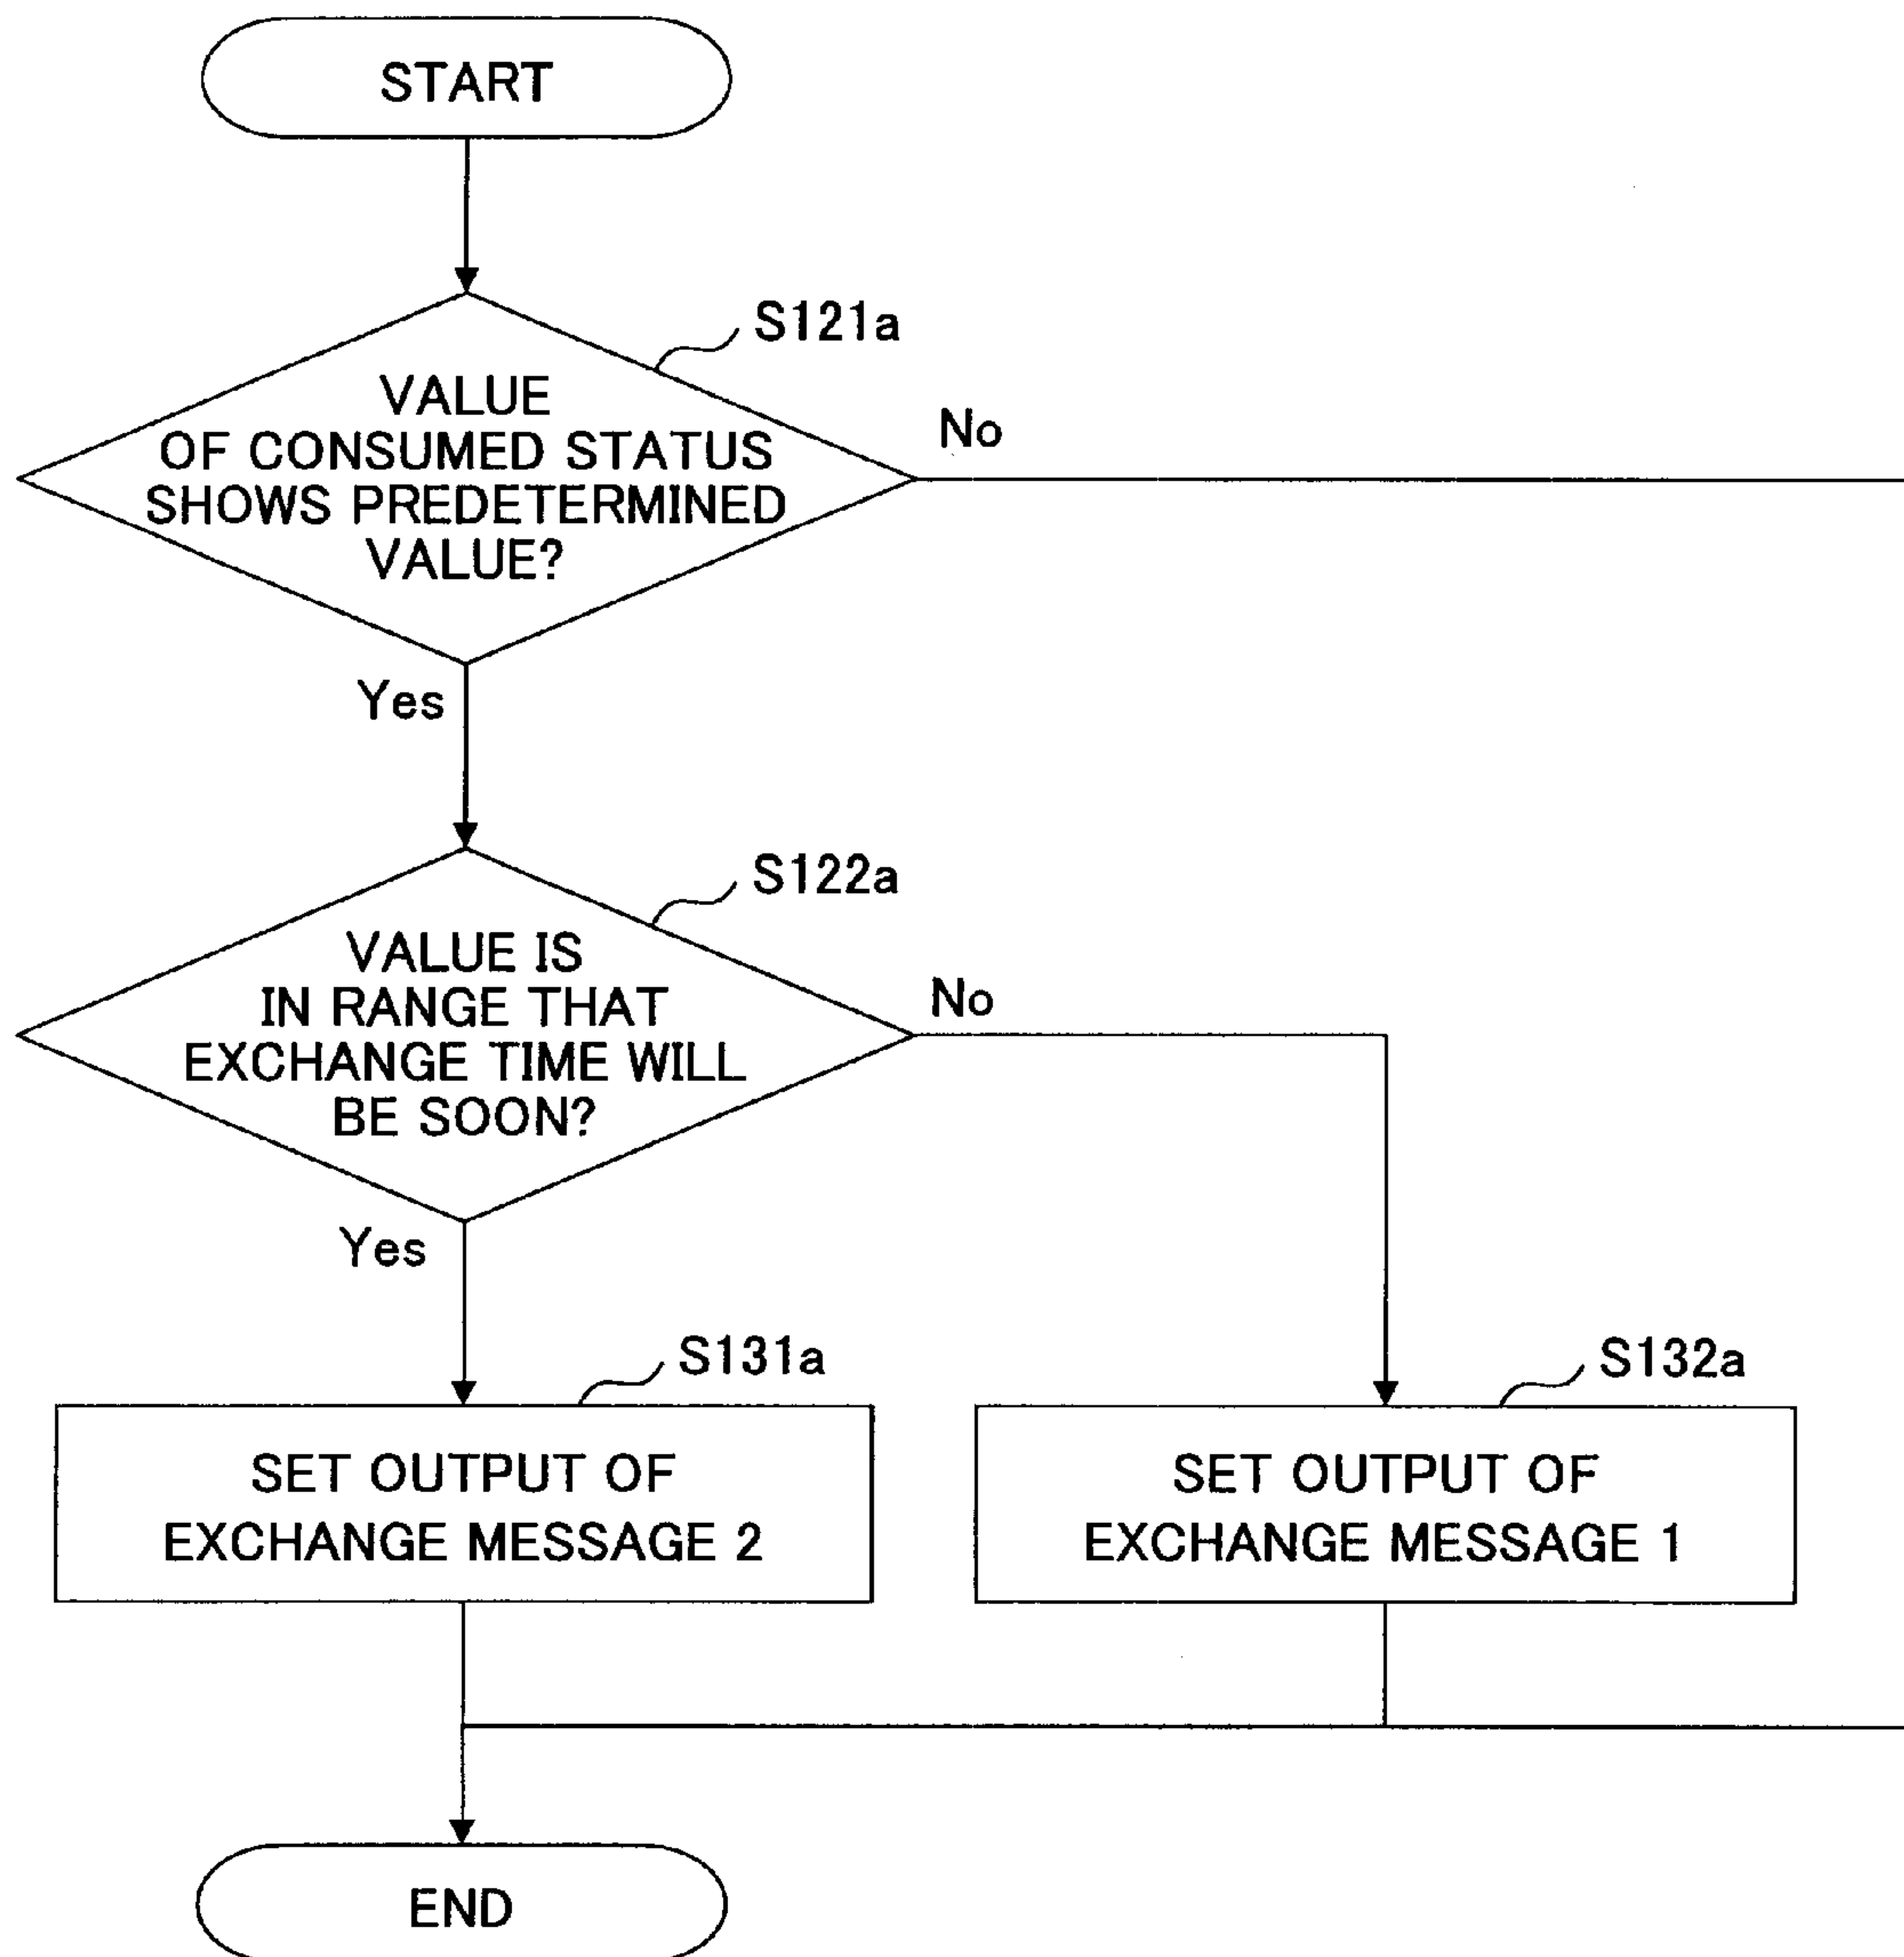 START
S121a
VALUE
OF CONSUMED STATUS
SHOWS PREDETERMINED
VALUE?
No
Yes
S122a
VALUE IS
IN RANGE THAT
EXCHANGE TIME WILL
BE SOON?
No
Yes
S131a
SET OUTPUT OF
EXCHANGE MESSAGE 2
S132a
SET OUTPUT OF
EXCHANGE MESSAGE 1
END